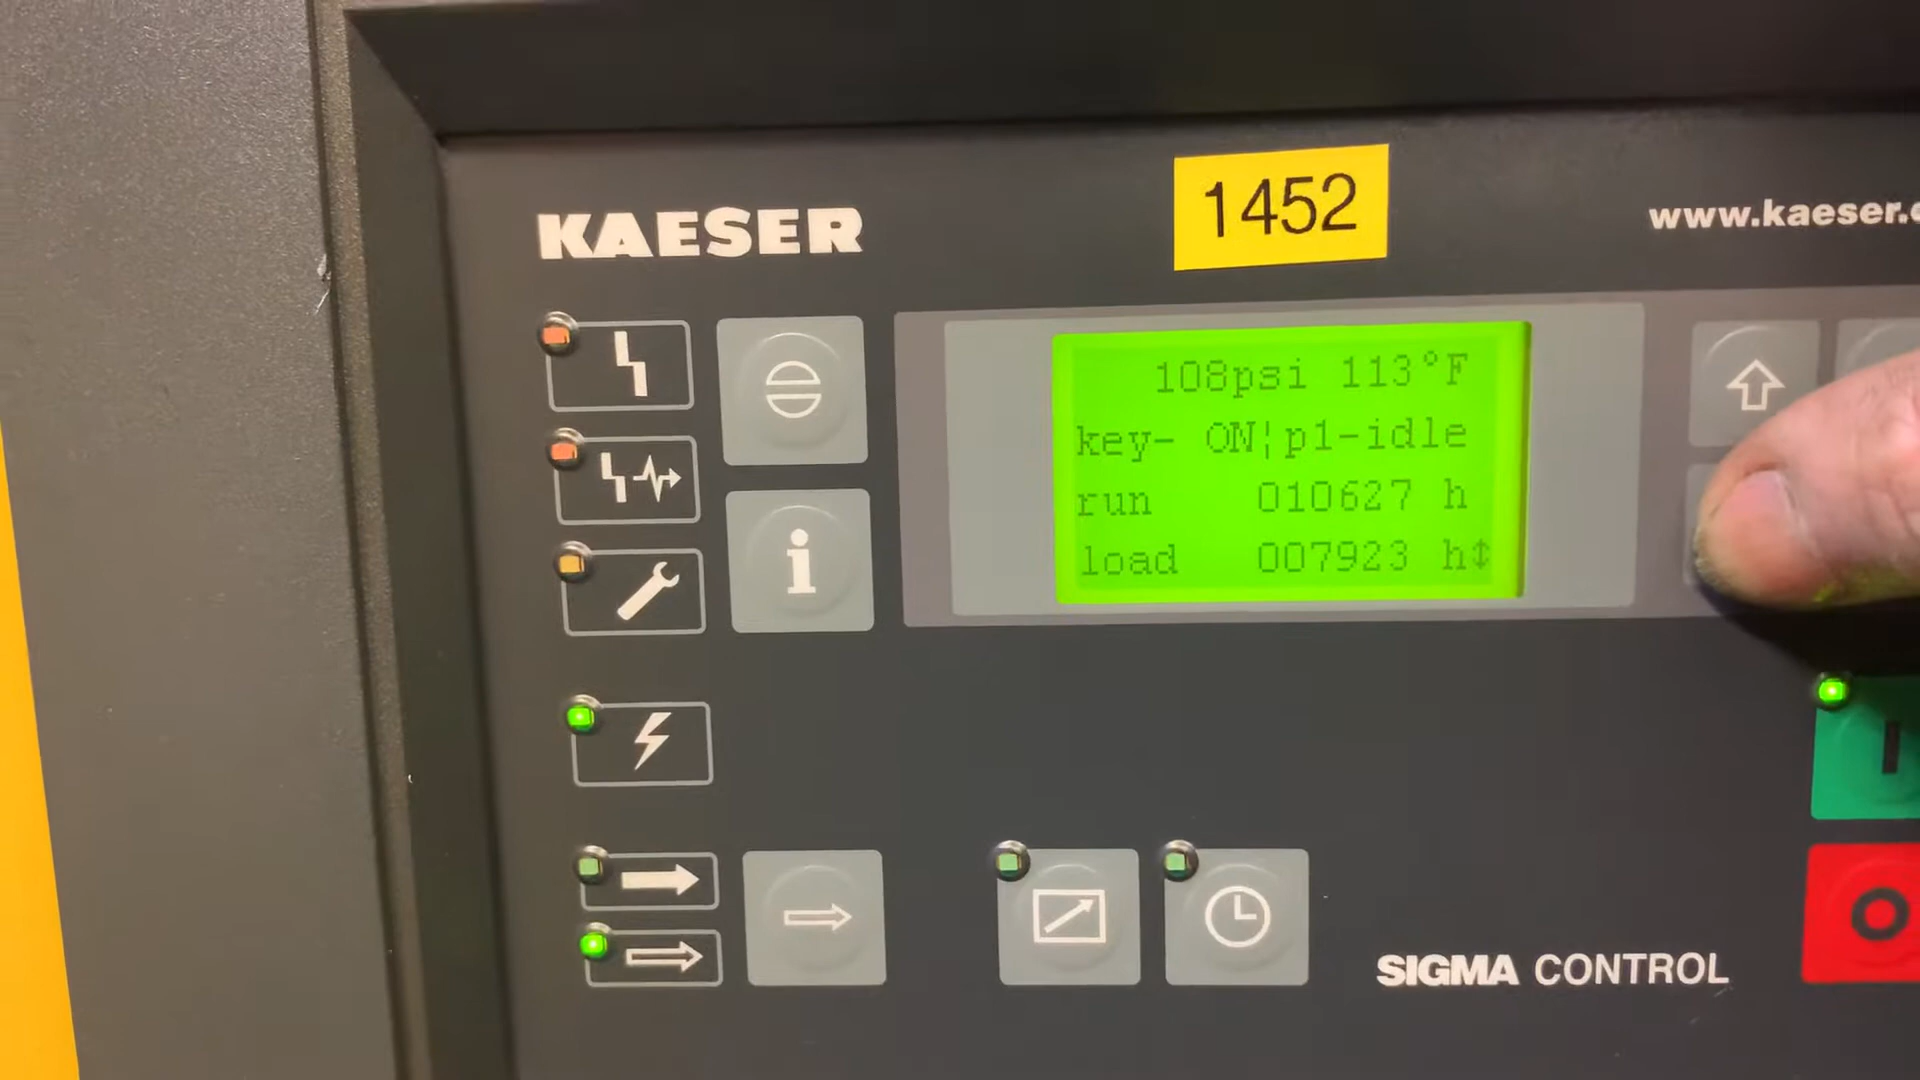 1452
KAESER
www.kaeser.
108psi 113°F
key- ON¦p1-idle
run 010627 h
load 007923 h↕
i
I
O
SIGMA CONTROL